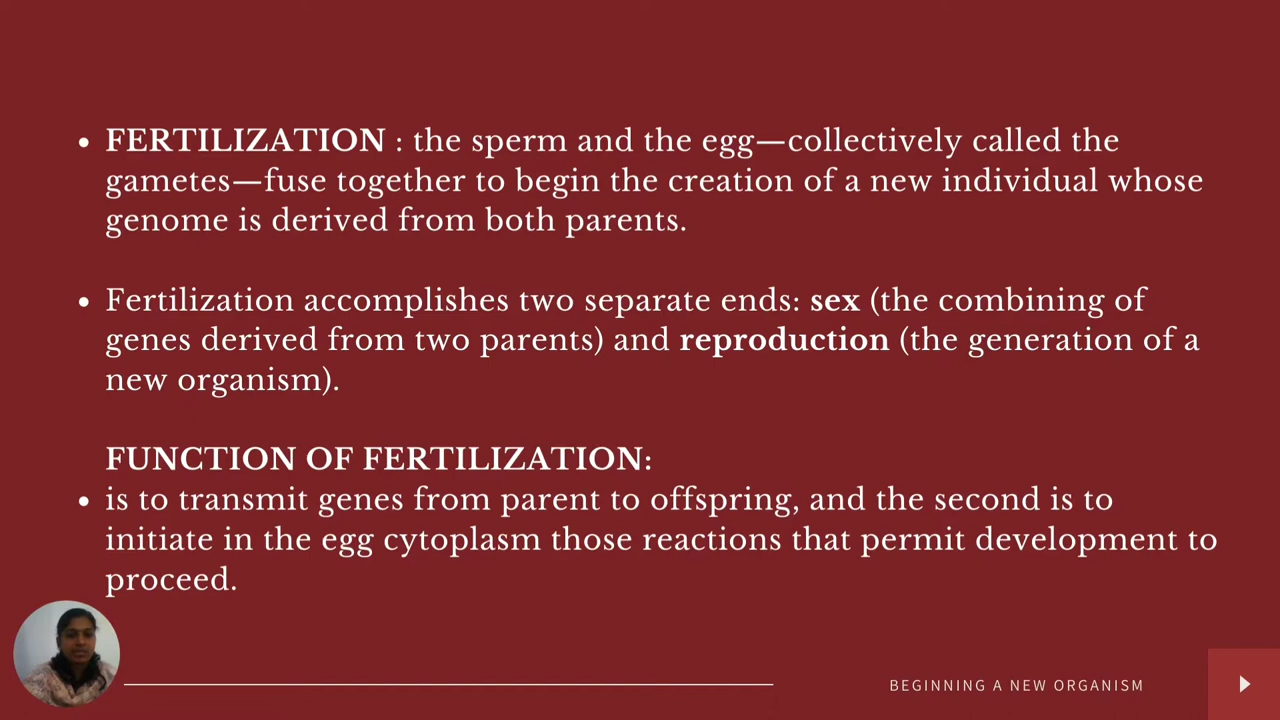 FERTILIZATION : the sperm and the egg—collectively called the
gametes—fuse together to begin the creation of a new individual whose
genome is derived from both parents.
Fertilization accomplishes two separate ends: sex (the combining of
genes derived from two parents) and reproduction (the generation of a
new organism).
FUNCTION OF FERTILIZATION:
is to transmit genes from parent to offspring, and the second is to
initiate in the egg cytoplasm those reactions that permit development to
proceed.
BEGINNING A NEW ORGANISM